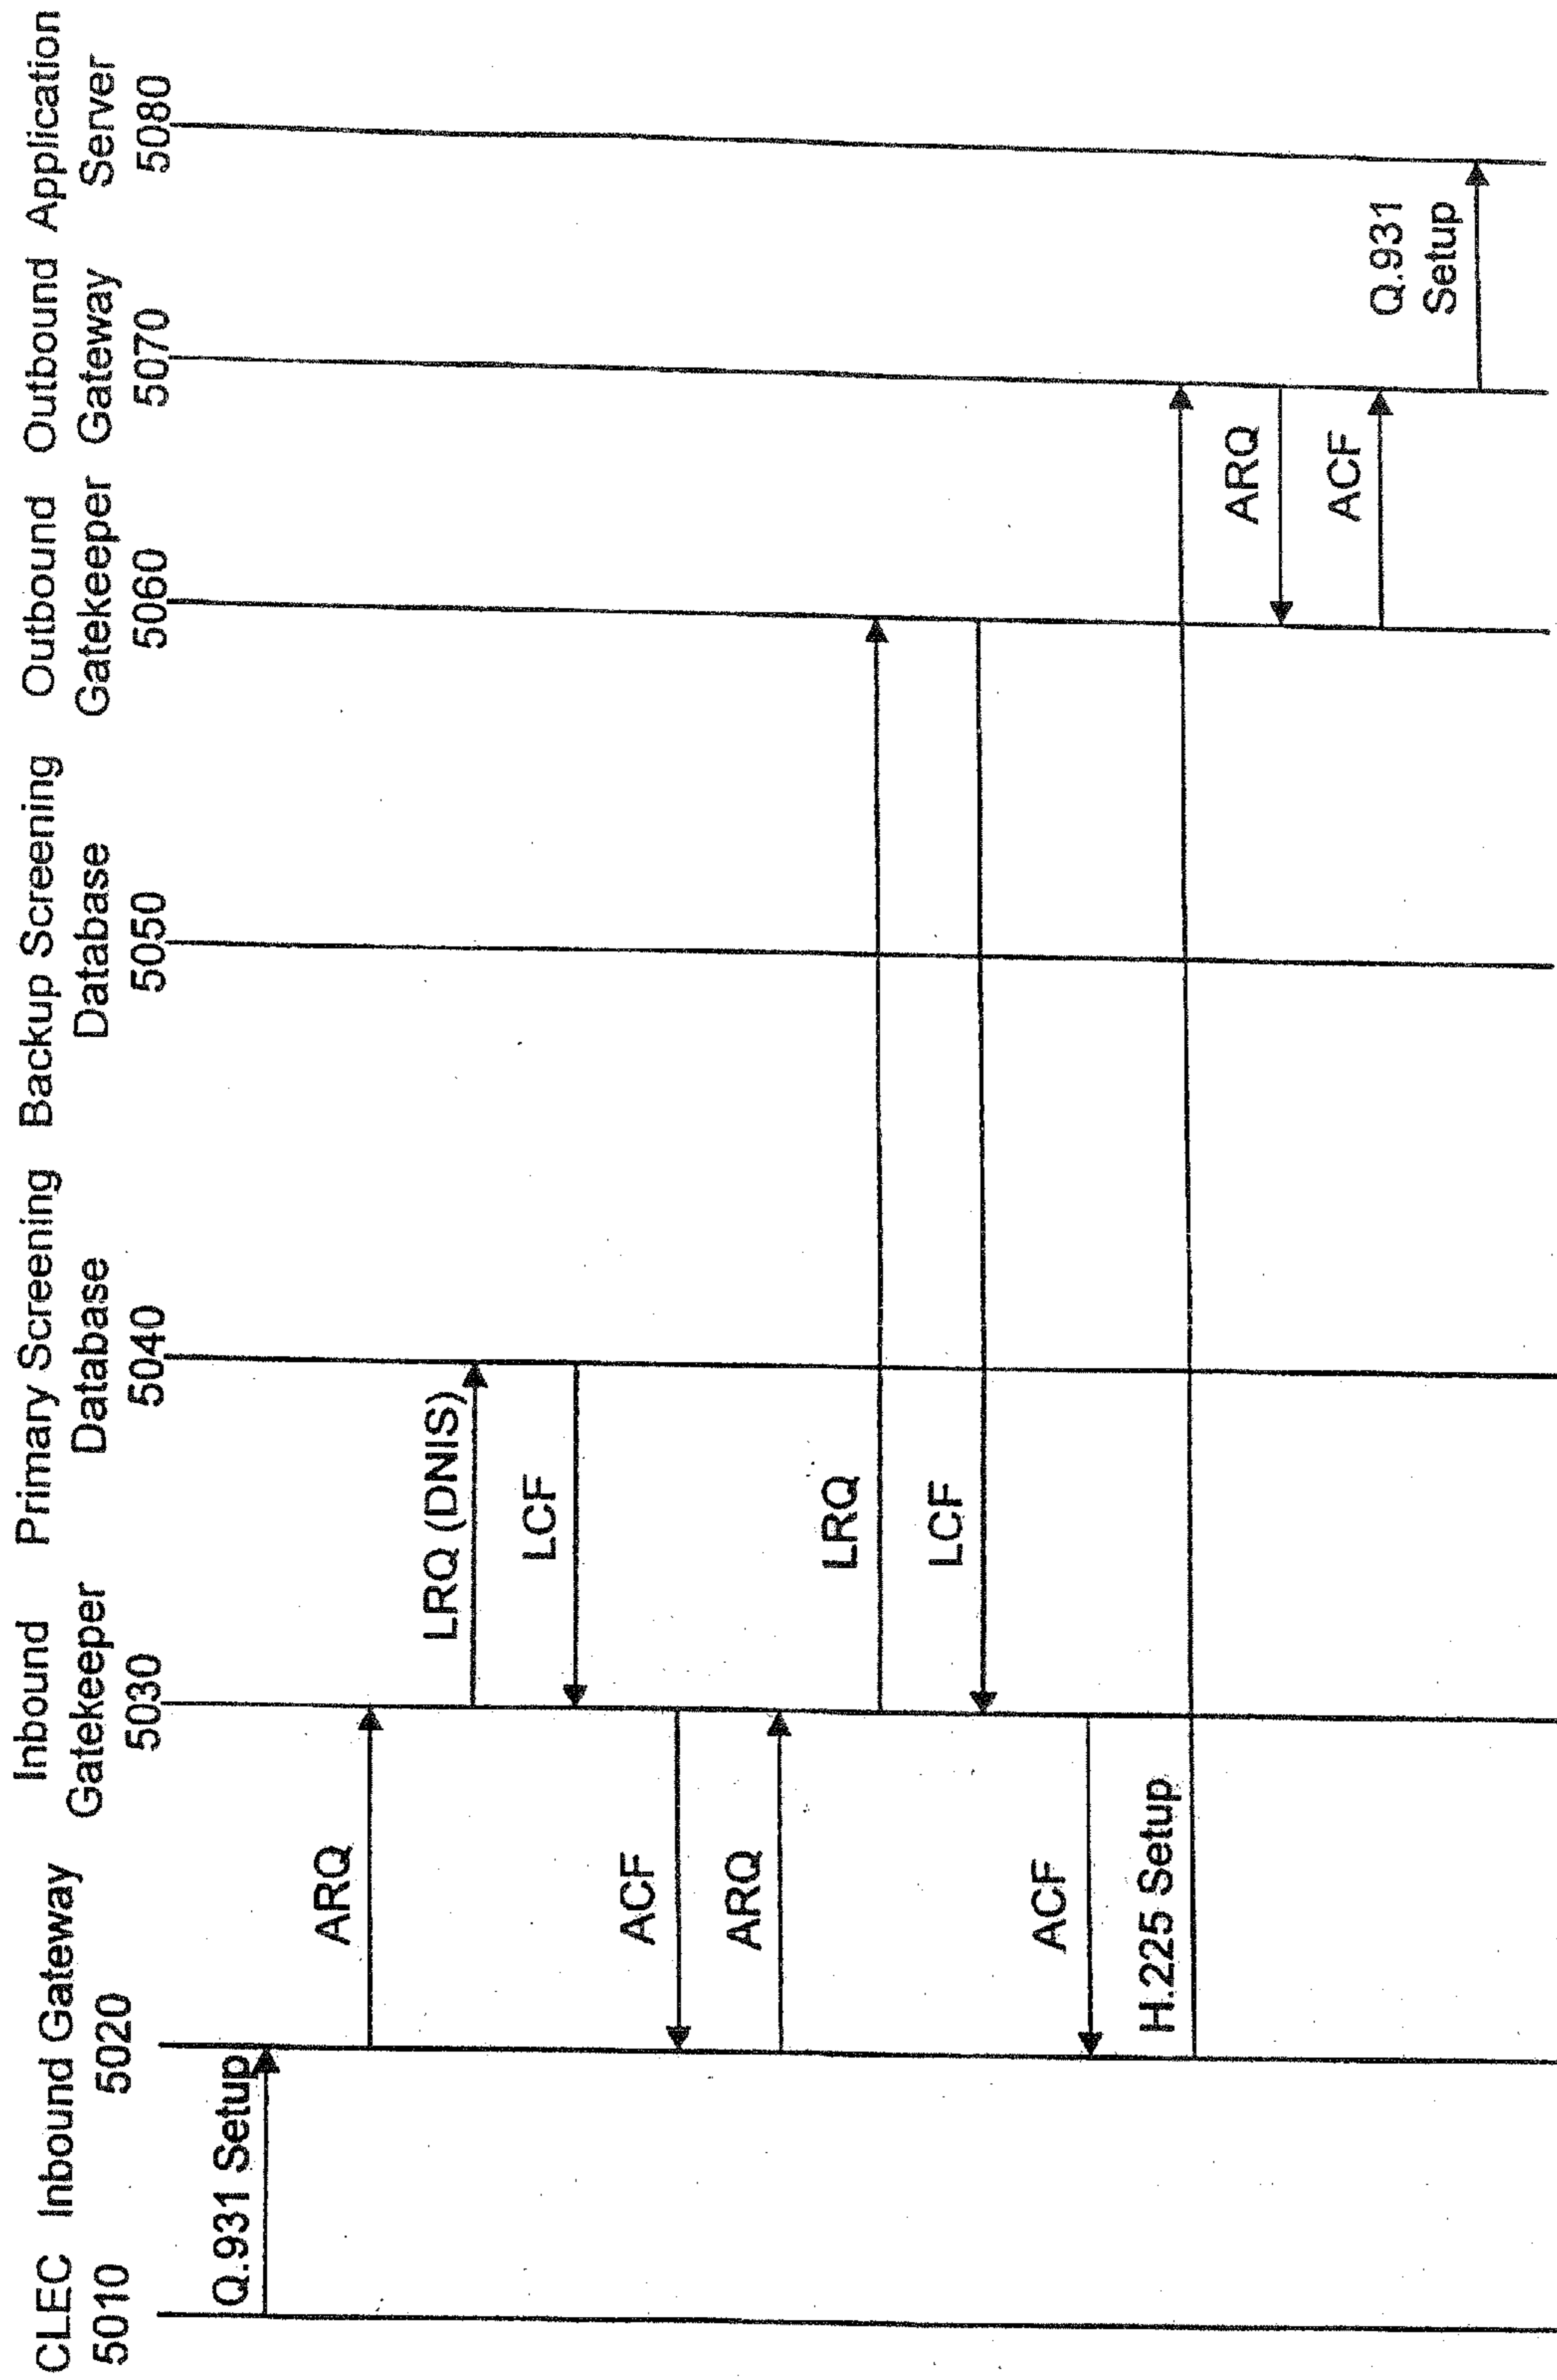 CLEC
5010
Inbound Gateway
5020
Inbound
Gatekeeper
5030
Primary Screening
Database
5040
Backup Screening
Database
5050
Outbound
Gatekeeper
5060
Outbound
Gateway
5070
Application
Server
5080
Q.931 Setup
ARQ
LRQ (DNIS)
LCF
ACF
ARQ
LRQ
LCF
ACF
H.225 Setup
ARQ
ACF
Q.931
Setup